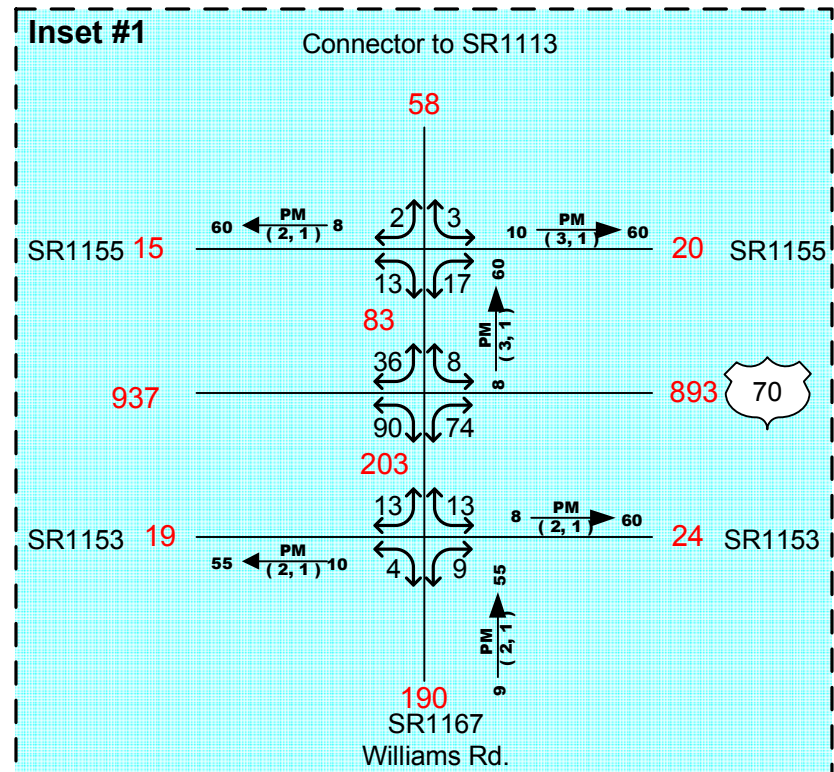 Inset #1
Connector to SR1113
58
60 PM 8
( 2, 1 )
2 3
10 PM 60
( 3, 1 )
SR1155 15
20 SR1155
13 17
83
8 PM 60
( 3, 1 )
36 8
937
893 70
90 74
203
13 13
8 PM 60
( 2, 1 )
SR1153 19
24 SR1153
55 PM 10
( 2, 1 )
4 9
9 PM 55
( 2, 1 )
190
SR1167
Williams Rd.